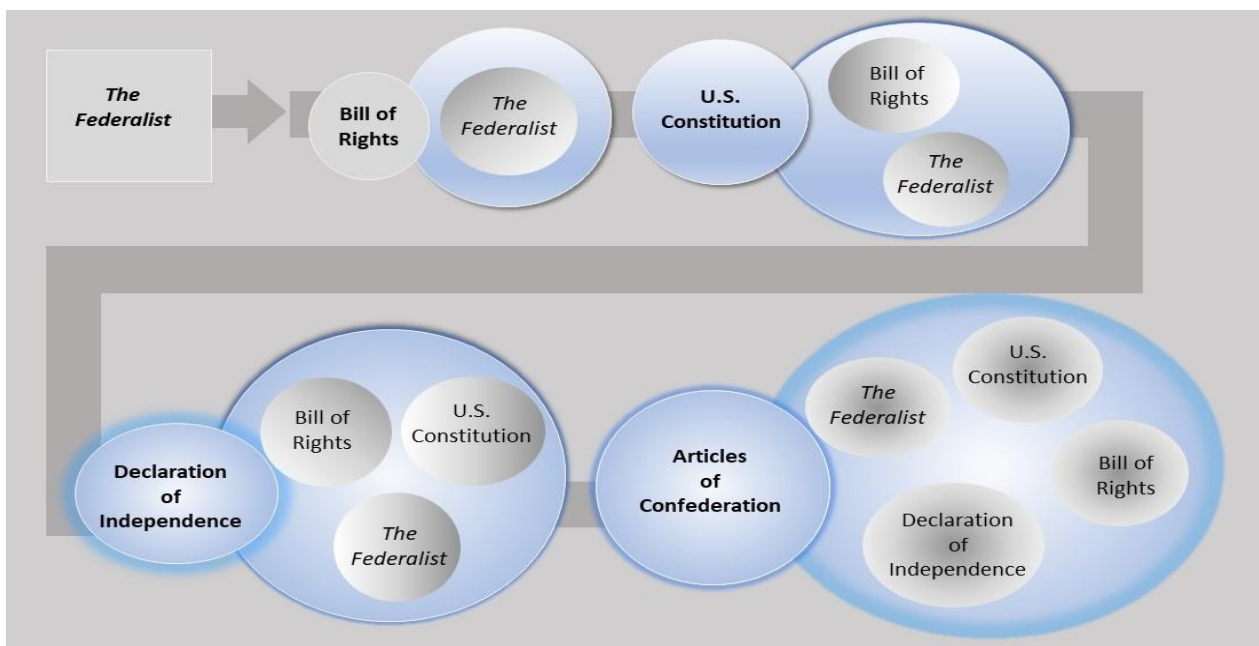 The
Federalist
Bill of
Rights
The
Federalist
U.S.
Constitution
Bill of
Rights
The
Federalist
Declaration
of
Independence
Bill of
Rights
U.S.
Constitution
The
Federalist
Articles
of
Confederation
The
Federalist
U.S.
Constitution
Bill of
Rights
Declaration
of
Independence